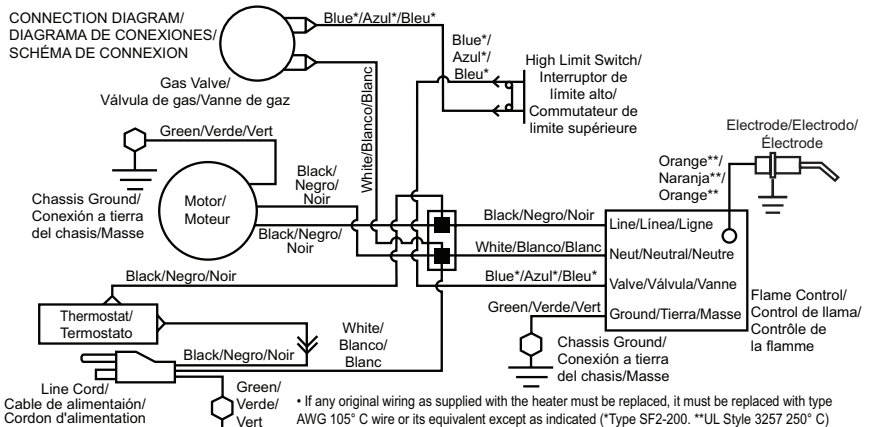 CONNECTION DIAGRAM/
DIAGRAMA DE CONEXIONES/
SCHÉMA DE CONNEXION
Blue*/Azul*/Bleu*
Blue*/
Azul*/
Bleu*
High Limit Switch/
Interruptor de
límite alto/
Commutateur de
limite supérieure
Gas Valve/
Válvula de gas/Vanne de gaz
White/Blanco/Blanc
Electrode/Electrodo/
Électrode
Green/Verde/Vert
Orange**/
Naranja**/
Orange**
Chassis Ground/
Conexión a tierra
del chasis/Masse
Motor/
Moteur
Black/
Negro/
Noir
Black/Negro/
Noir
Black/Negro/Noir
Line/Línea/Ligne
White/Blanco/Blanc
Neut/Neutral/Neutre
Blue*/Azul*/Bleu*
Valve/Válvula/Vanne
Green/Verde/Vert
Ground/Tierra/Masse
Flame Control/
Control de llama/
Contrôle de
la flamme
Black/Negro/Noir
Thermostat/
Termostato
White/
Blanco/
Blanc
Chassis Ground/
Conexión a tierra
del chasis/Masse
Black/Negro/Noir
Line Cord/
Cable de alimentaión/
Cordon d'alimentation
Green/
Verde/
Vert
• If any original wiring as supplied with the heater must be replaced, it must be replaced with type
AWG 105° C wire or its equivalent except as indicated (*Type SF2-200. **UL Style 3257 250° C)